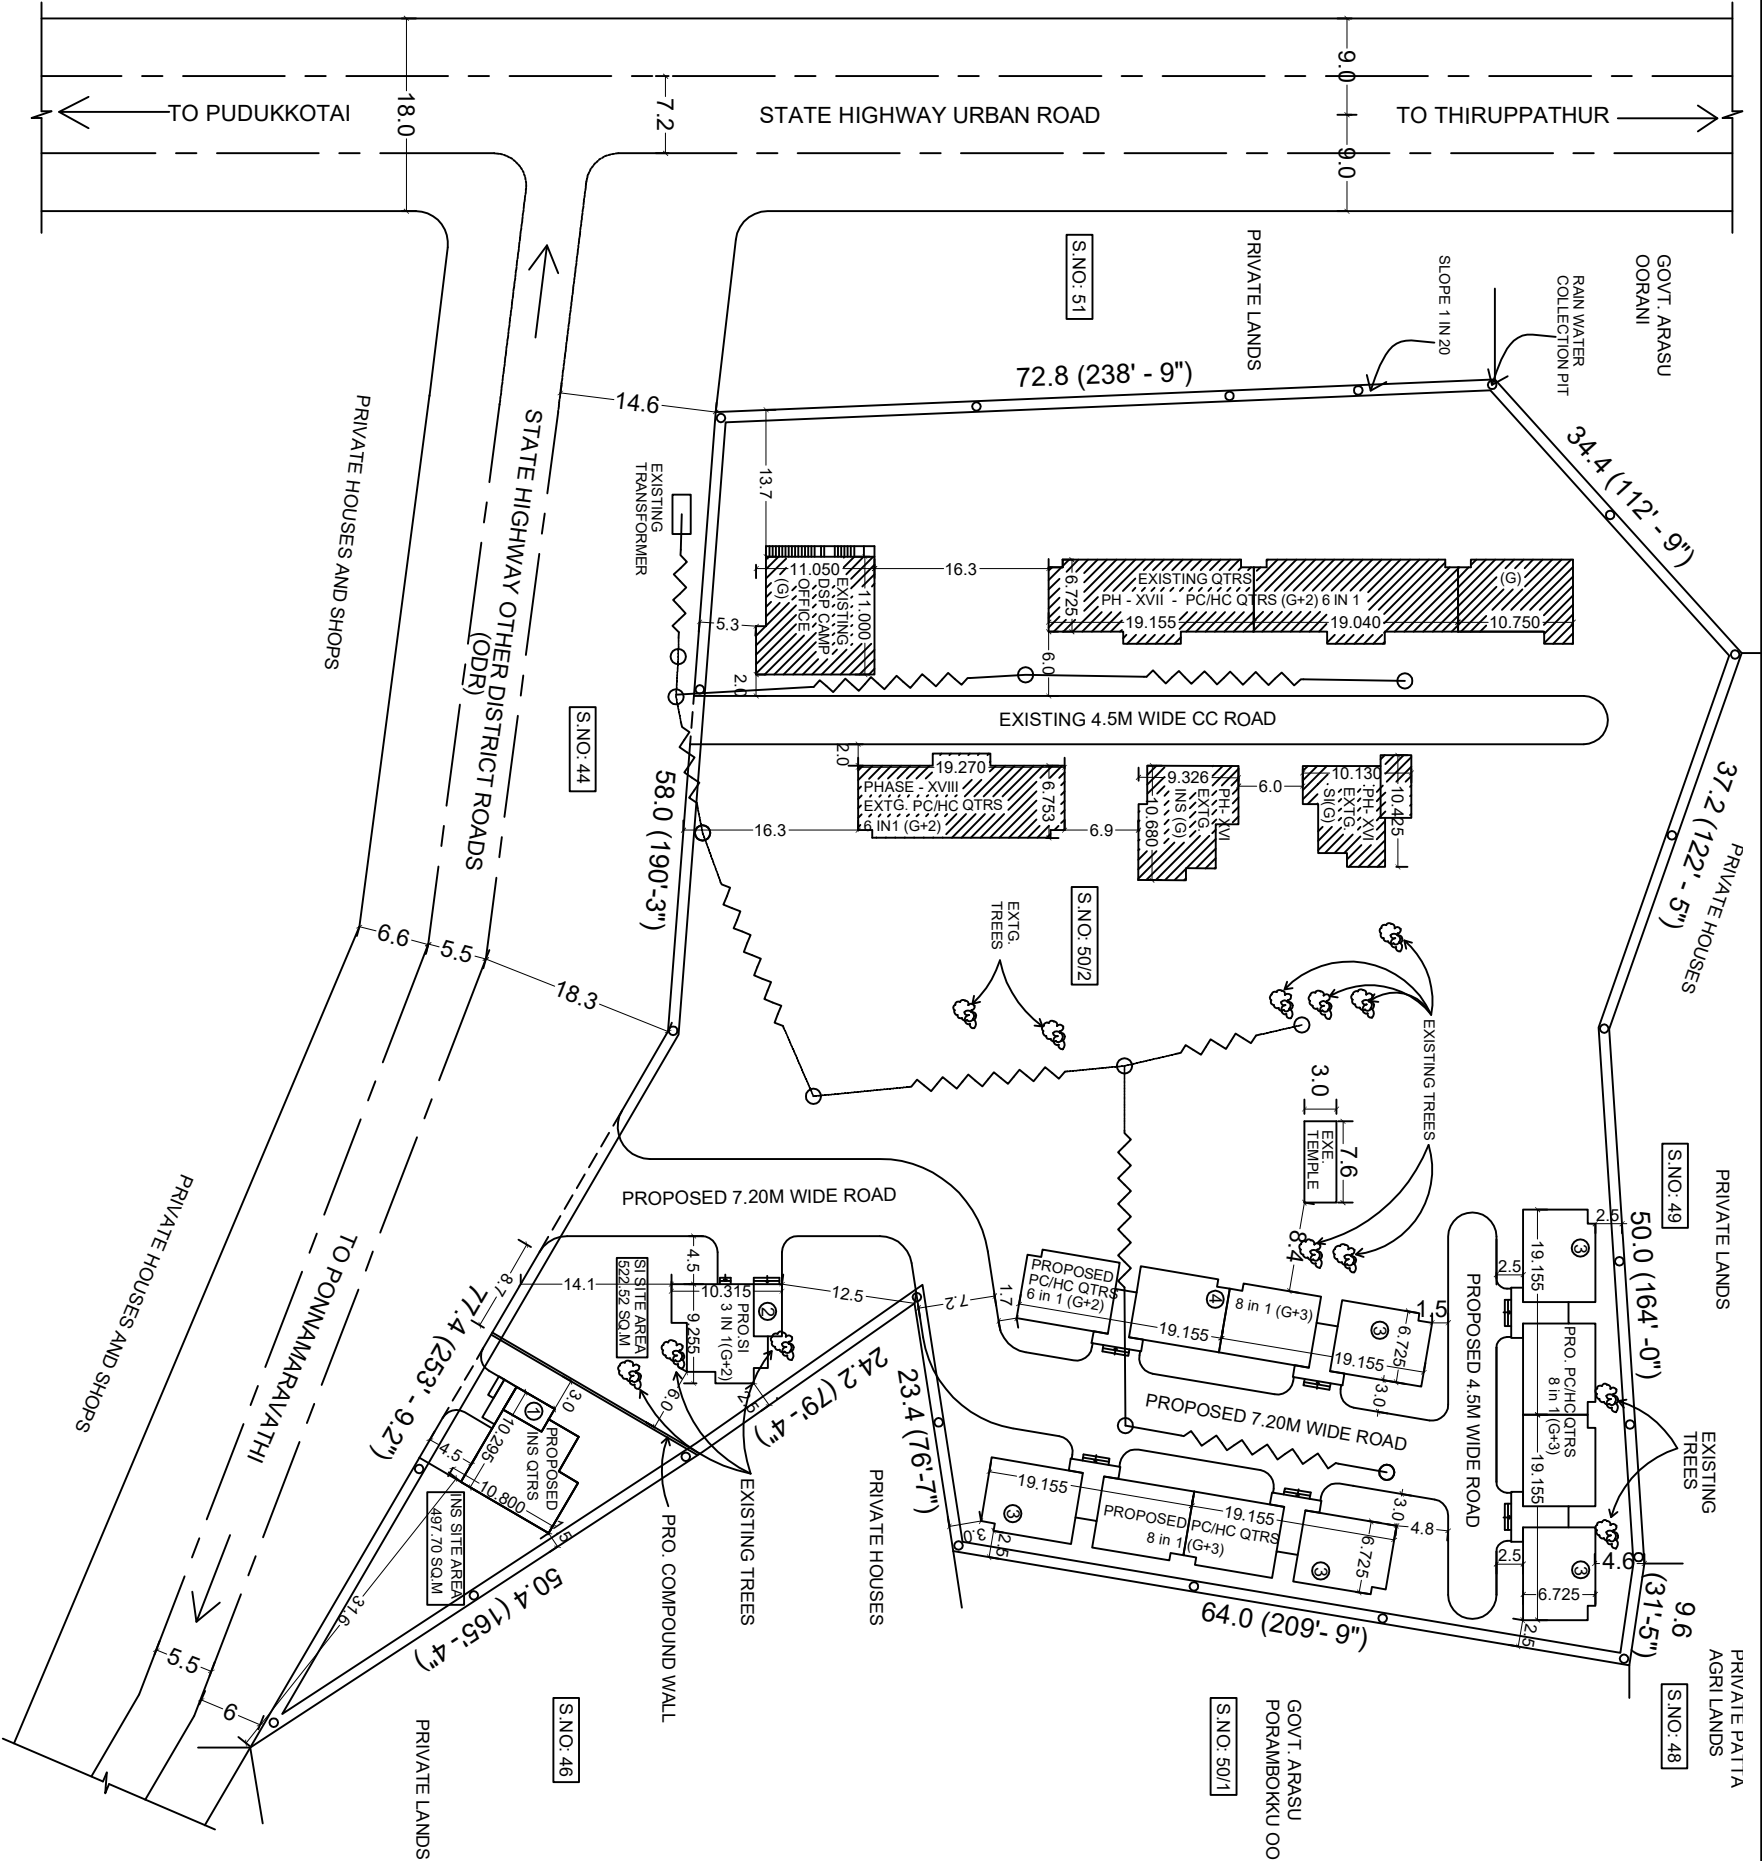 9.0
9.0
18.0
7.2
TO PUDUKKOTAI
STATE HIGHWAY URBAN ROAD
TO THIRUPPATHUR
GOVT. ARASU
OORANI
RAIN WATER
COLLECTION PIT
SLOPE 1 IN 20
PRIVATE LANDS
S.NO: 51
72.8 (238' - 9")
34.4 (112' - 9")
37.2 (122' - 5")
PRIVATE HOUSES
14.6
13.7
EXISTING
TRANSFORMER
PRIVATE HOUSES AND SHOPS
STATE HIGHWAY OTHER DISTRICT ROADS
(ODR)
S.NO: 44
11.050
11.000
EXISTING
DSP CAMP
OFFICE
(G)
5.3
2.0
16.3
EXISTING QTRS
PH - XVII - PC/HC QTRS (G+2) 6 IN 1
6.725
19.155
19.040
(G)
10.750
6.0
EXISTING 4.5M WIDE CC ROAD
2.0
19.270
PHASE - XVIII
EXTG. PC/HC QTRS
6 IN1 (G+2)
6.753
16.3
6.9
9.326
PH- XVI
EXTG
INS (G)
10.680
6.0
10.130
PH- XVI
EXTG
SI(G)
10.425
58.0 (190'-3")
S.NO: 50/2
EXTG.
TREES
EXISTING TREES
6.6
5.5
18.3
3.0
EXE.
TEMPLE
7.6
8.4
S.NO: 49
PRIVATE LANDS
50.0 (164' -0")
PROPOSED 7.20M WIDE ROAD
4.5
SI SITE AREA
522.52 SQ.M
14.1
10.315
PRO.SI
3 IN 1(G+2)
9.255
2
12.5
6.0
2.5
7.2
1.7
PROPOSED
PC/HC QTRS
6 in 1 (G+2)
4
8 in 1 (G+3)
19.155
3
19.155
6.725
1.5
3.0
PROPOSED 4.5M WIDE ROAD
2.5
2.5
3
19.155
PRO. PC/HC QTRS
8 in 1 (G+3)
19.155
3
2.5
6.725
2.5
4.6
EXISTING
TREES
9.6
(31'-5")
PROPOSED 7.20M WIDE ROAD
19.155
3
PROPOSED PC/HC QTRS
8 in 1 (G+3)
19.155
3
6.725
3.0
4.8
3.0
2.5
64.0 (209'- 9")
24.2 (79'-4")
23.4 (76'-7")
8.7
77.4 (253' - 9.2")
3.0
1
PROPOSED
INS QTRS
10.295
4.5
10.800
1.5
INS SITE AREA
497.70 SQ.M
31.6
50.4 (165'-4")
PRIVATE HOUSES
EXISTING TREES
PRO. COMPOUND WALL
TO PONNAMARAVATHI
PRIVATE HOUSES AND SHOPS
5.5
6
PRIVATE LANDS
S.NO: 46
S.NO: 50/1
GOVT. ARASU
PORAMBOKKU OO
S.NO: 48
PRIVATE PATTA
AGRI LANDS